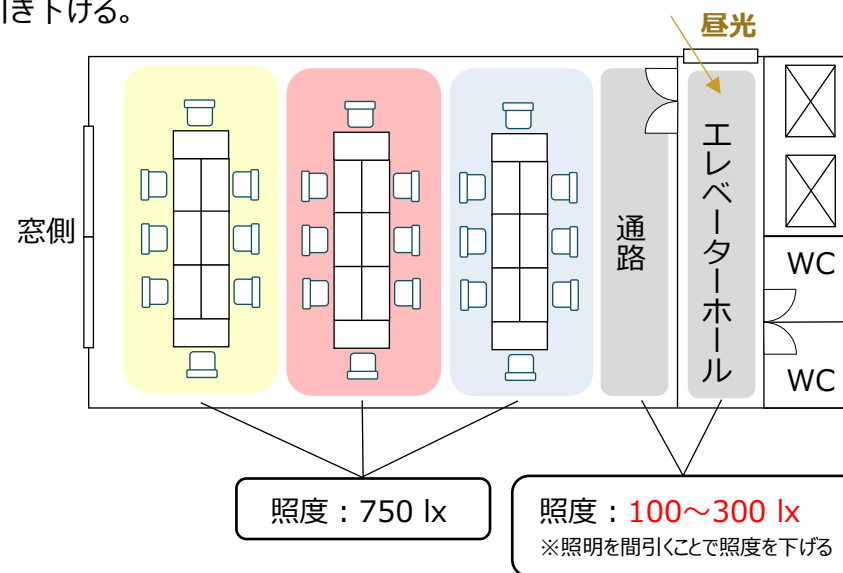 引き下げる。
昼光
窓側
通路
エレベーターホール
WC
WC
照度：750 lx
照度：100～300 lx
※照明を間引くことで照度を下げる